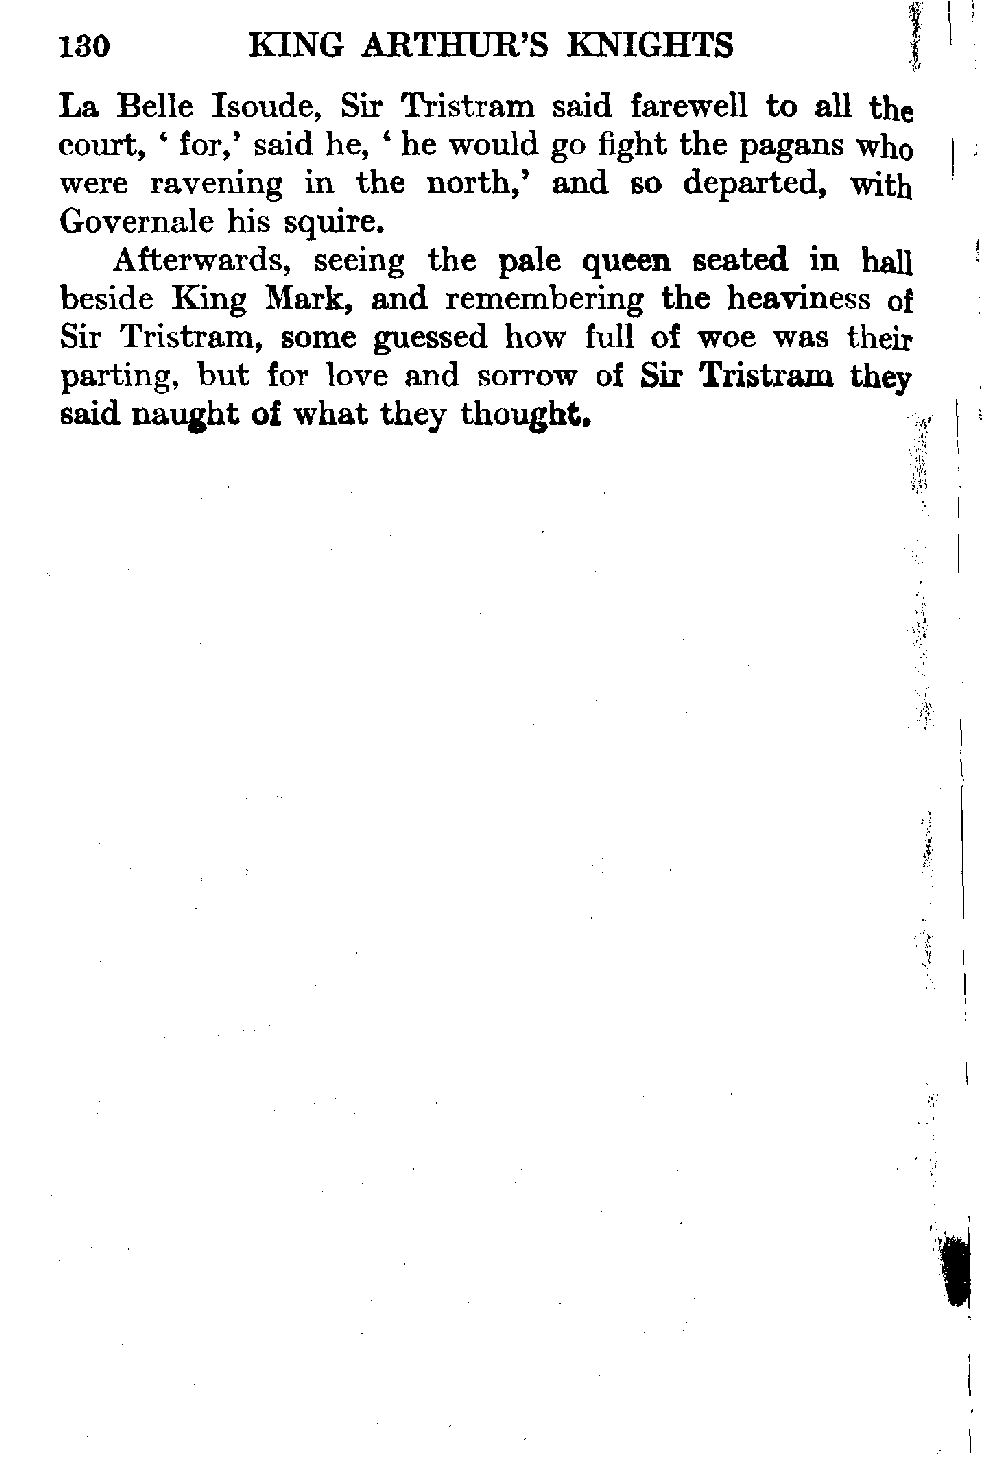 130 KING ARTHUR'S KNIGHTS
La Belle Isoude, Sir Tristram said farewell to all the
court, ‘ for,’ said he, ‘ he would go fight the pagans who
were ravening in the north,’ and so departed, with
Governale his squire.
Afterwards, seeing the pale queen seated in hall
beside King Mark, and remembering the heaviness of
Sir Tristram, some guessed how full of woe was their
parting, but for love and sorrow of Sir Tristram they
said naught of what they thought.